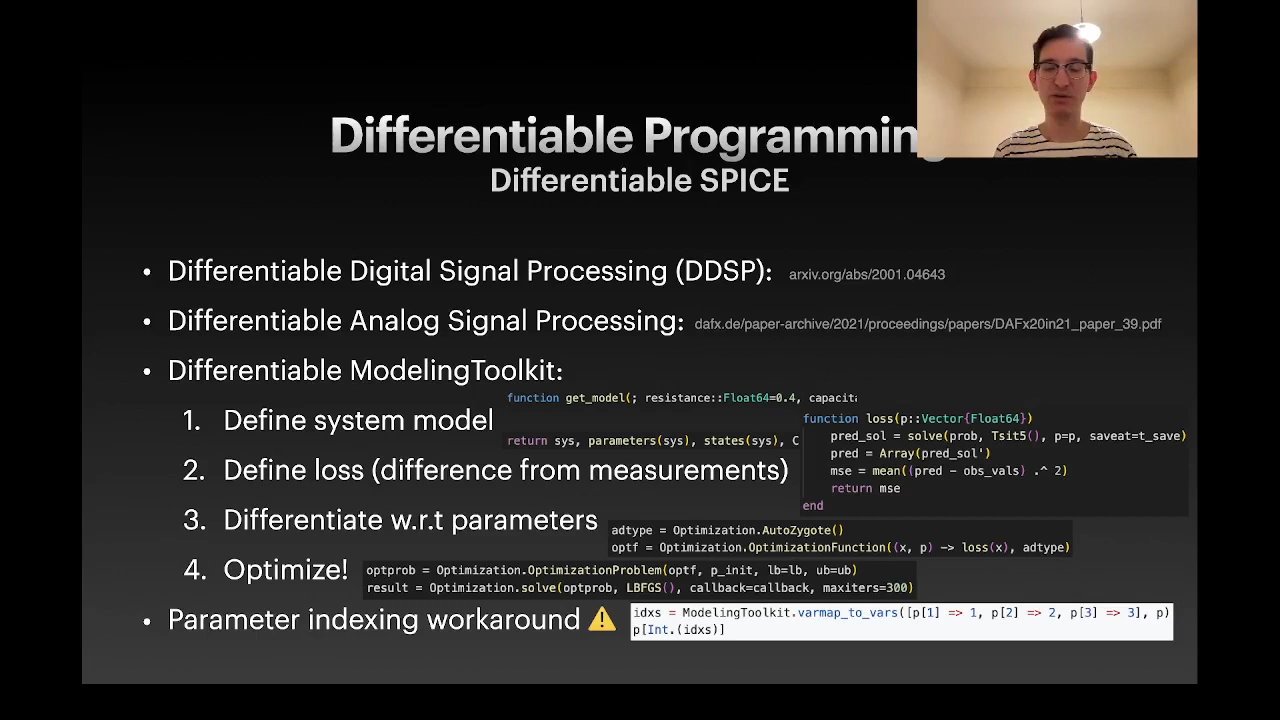 Differentiable Programming
Differentiable SPICE
• Differentiable Digital Signal Processing (DDSP): arxiv.org/abs/2001.04643
• Differentiable Analog Signal Processing: dafx.de/paper-archive/2021/proceedings/papers/DAFx20in21_paper_39.pdf
• Differentiable ModelingToolkit:
function get_model(; resistance::Float64=0.4, capacita
1. Define system model
return sys, parameters(sys), states(sys), C
function loss(p::Vector{Float64})
pred_sol = solve(prob, Tsit5(), p=p, saveat=t_save)
pred = Array(pred_sol')
mse = mean((pred - obs_vals) .^ 2)
return mse
end
2. Define loss (difference from measurements)
3. Differentiate w.r.t parameters
adtype = Optimization.AutoZygote()
optf = Optimization.OptimizationFunction((x, p) -> loss(x), adtype)
4. Optimize!
optprob = Optimization.OptimizationProblem(optf, p_init, lb=lb, ub=ub)
result = Optimization.solve(optprob, LBFGS(), callback=callback, maxiters=300)
• Parameter indexing workaround ⚠️
idxs = ModelingToolkit.varmap_to_vars([p[1] => 1, p[2] => 2, p[3] => 3], p)
p[Int.(idxs)]